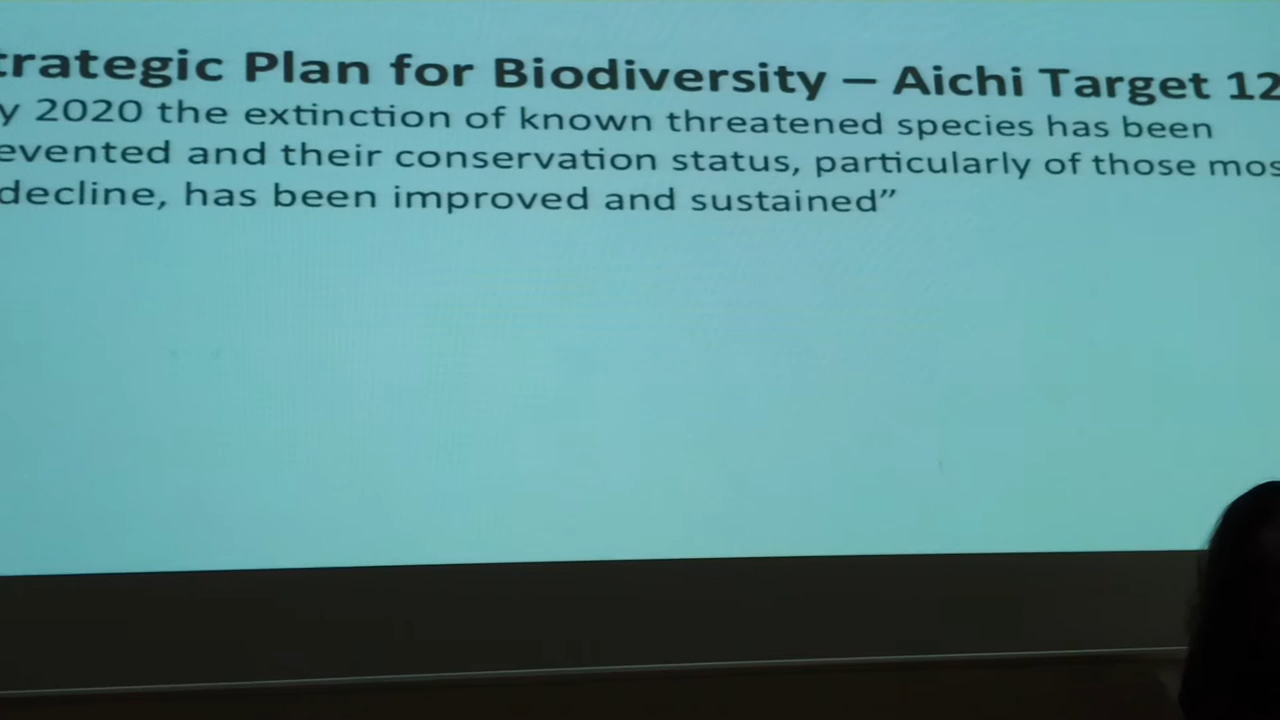 trategic Plan for Biodiversity – Aichi Target 12
y 2020 the extinction of known threatened species has been
evented and their conservation status, particularly of those mos
decline, has been improved and sustained”